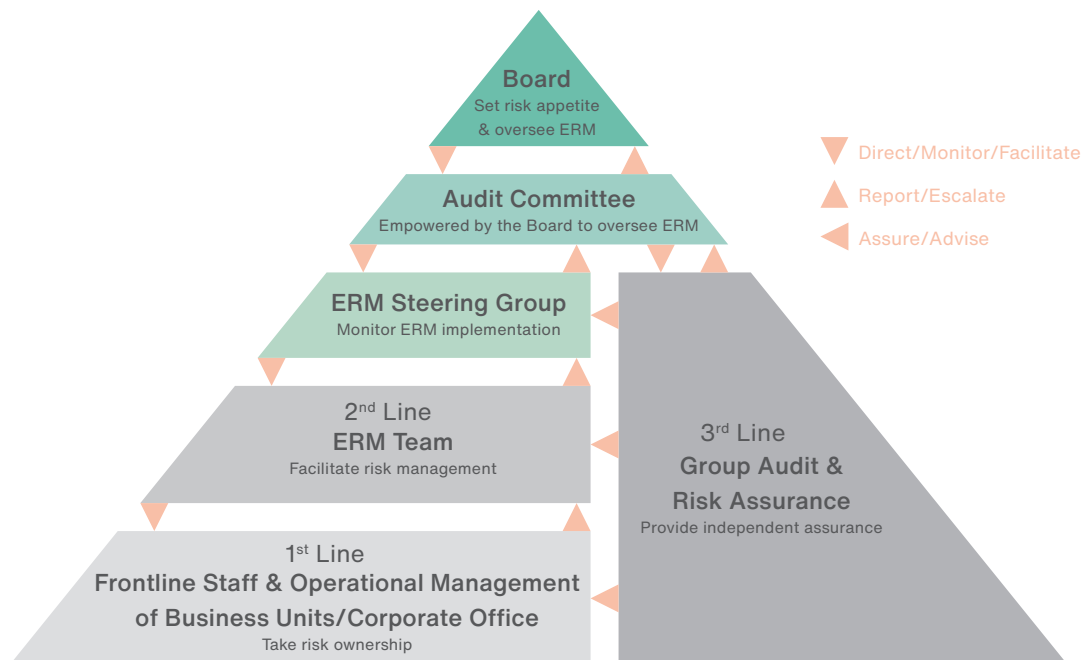 Board
Set risk appetite
& oversee ERM
Direct/Monitor/Facilitate
Report/Escalate
Assure/Advise
Audit Committee
Empowered by the Board to oversee ERM
ERM Steering Group
Monitor ERM implementation
2nd Line
ERM Team
Facilitate risk management
3rd Line
Group Audit &
Risk Assurance
Provide independent assurance
1st Line
Frontline Staff & Operational Management
of Business Units/Corporate Office
Take risk ownership